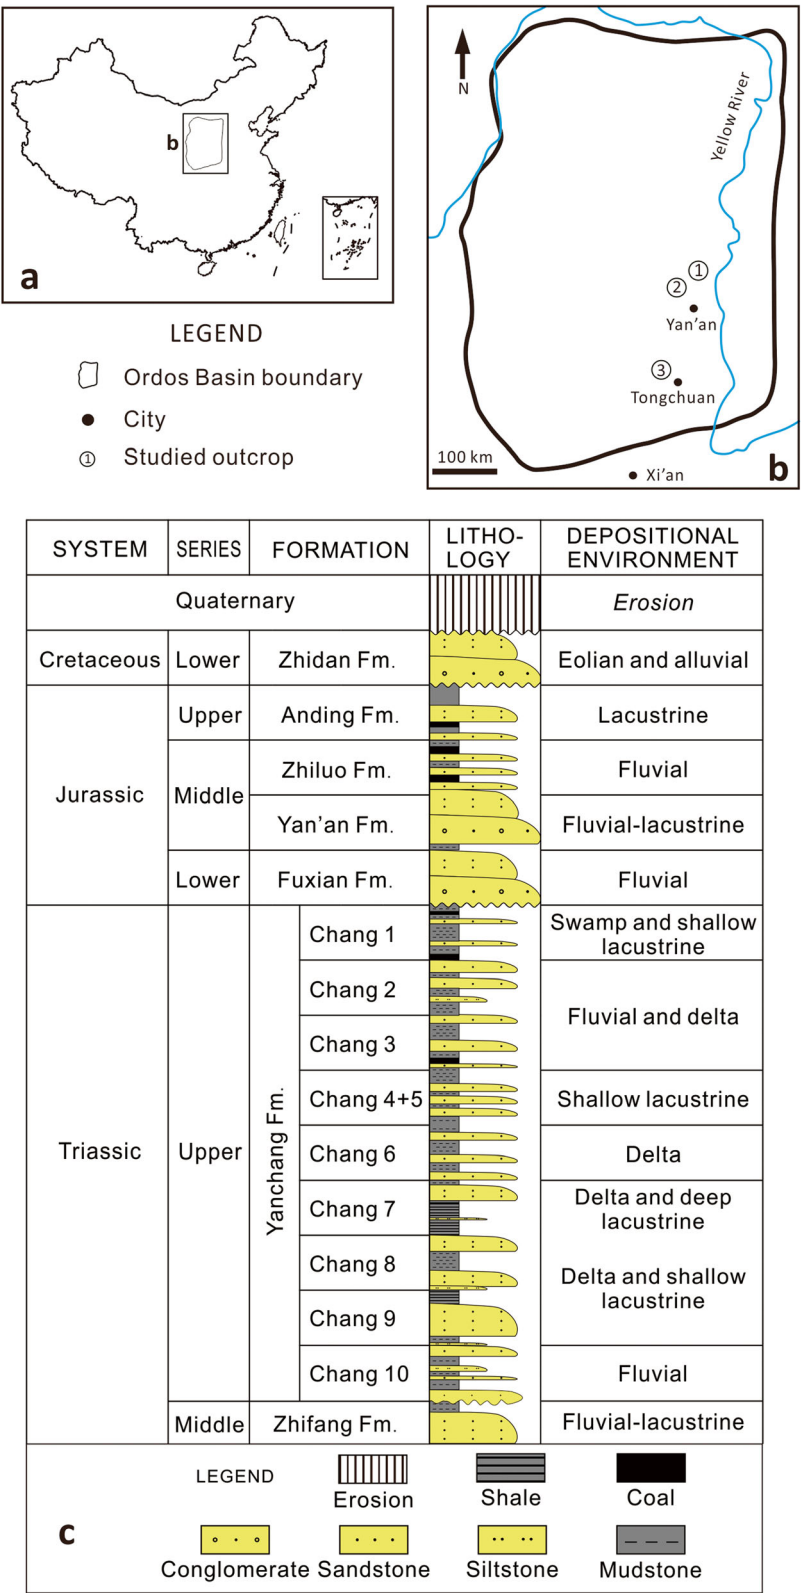 b
a
N
Yellow River
1
2
Yan’an
3
Tongchuan
100 km
b
Xi’an
LEGEND
Ordos Basin boundary
City
1 Studied outcrop
SYSTEM SERIES FORMATION LITHO-LOGY DEPOSITIONAL ENVIRONMENT
Quaternary Erosion
Cretaceous Lower Zhidan Fm. Eolian and alluvial
Jurassic
Upper Anding Fm. Lacustrine
Middle
Zhiluo Fm. Fluvial
Yan’an Fm. Fluvial-lacustrine
Lower Fuxian Fm. Fluvial
Triassic
Upper
Yanchang Fm.
Chang 1 Swamp and shallow lacustrine
Chang 2
Fluvial and delta
Chang 3
Chang 4+5 Shallow lacustrine
Chang 6 Delta
Chang 7 Delta and deep lacustrine
Chang 8
Delta and shallow lacustrine
Chang 9
Chang 10 Fluvial
Middle Zhifang Fm. Fluvial-lacustrine
c
LEGEND
Erosion Shale Coal
Conglomerate Sandstone Siltstone Mudstone